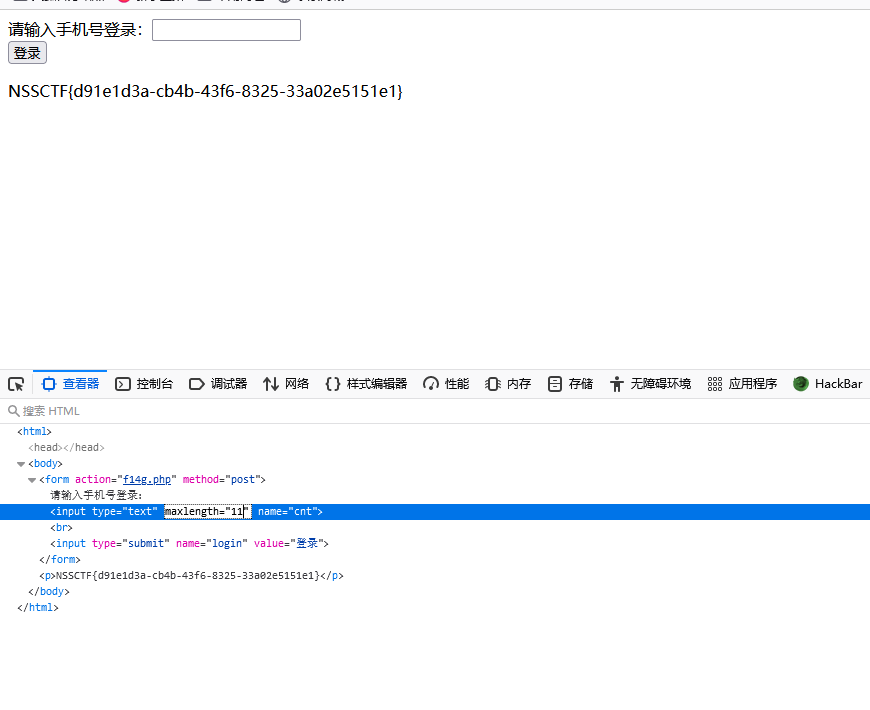 请输入手机号登录：
登录
NSSCTF{d91e1d3a-cb4b-43f6-8325-33a02e5151e1}
查看器 控制台 调试器 网络 样式编辑器 性能 内存 存储 无障碍环境 应用程序 HackBar
搜索 HTML
<html>
<head></head>
<body>
<form action="f14g.php" method="post">
请输入手机号登录：
<input type="text" maxlength="11" name="cnt">
<br>
<input type="submit" name="login" value="登录">
</form>
<p>NSSCTF{d91e1d3a-cb4b-43f6-8325-33a02e5151e1}</p>
</body>
</html>